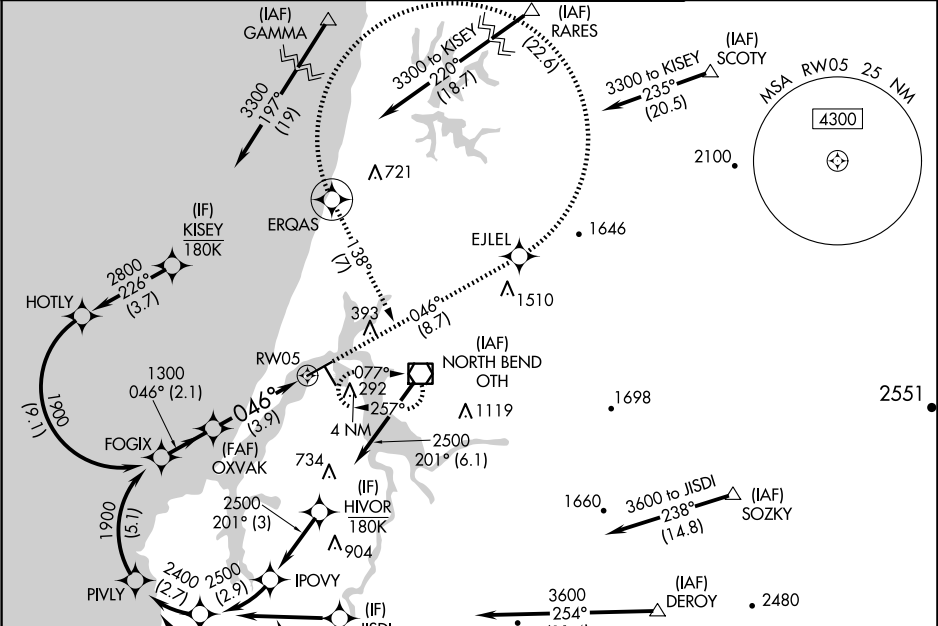 (IAF)
GAMMA
3300
197°
(19)
(IAF)
RARES
3300 to KISEY
220°
(18.7)
(22.6)
(IAF)
SCOTY
3300 to KISEY
235°
(20.5)
MSA RW05 25 NM
4300
2100
721
ERQAS
138°
(7)
(IF)
KISEY
180K
2800
226°
(3.7)
HOTLY
EJLEL
1646
1510
046°
(8.7)
393
RW05
(IAF)
NORTH BEND
OTH
077°
292
257°
4 NM
1119
1698
2551
1300
046° (2.1)
046°
(3.9)
1900
(9.1)
FOGIX
(FAF)
OXVAK
2500
201° (6.1)
734
(IF)
HIVOR
180K
2500
201° (3)
904
1660
3600 to JISDI
238°
(14.8)
(IAF)
SOZKY
1900
(5.1)
PIVLY
2400
(2.7)
2500
(2.9)
IPOVY
(IF)
3600
254°
(IAF)
DEROY
2480